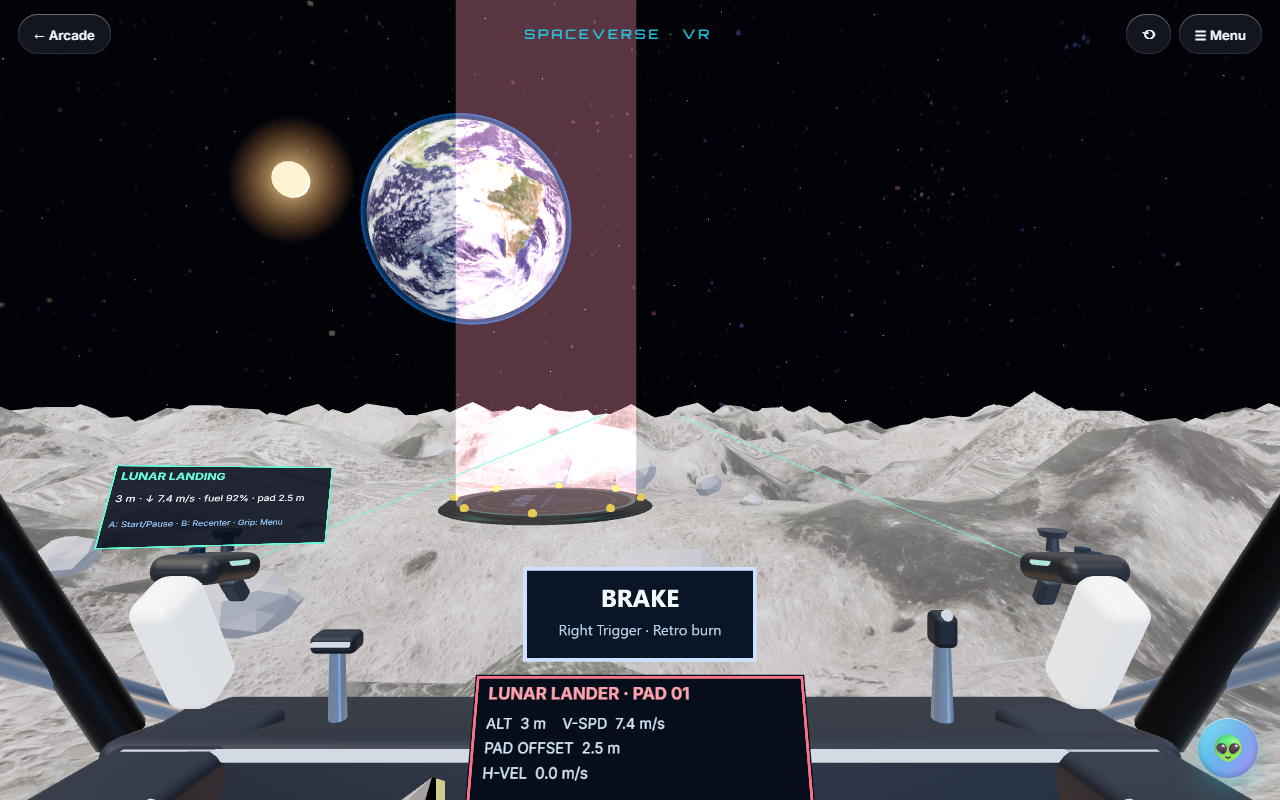 ← Arcade
SPACEVERSE · VR
☰ Menu
LUNAR LANDING
3 m · ↓ 7.4 m/s · fuel 92% · pad 2.5 m
A: Start/Pause · B: Recenter · Grip: Menu
BRAKE
Right Trigger · Retro burn
LUNAR LANDER · PAD 01
ALT 3 m V-SPD 7.4 m/s
PAD OFFSET 2.5 m
H-VEL 0.0 m/s